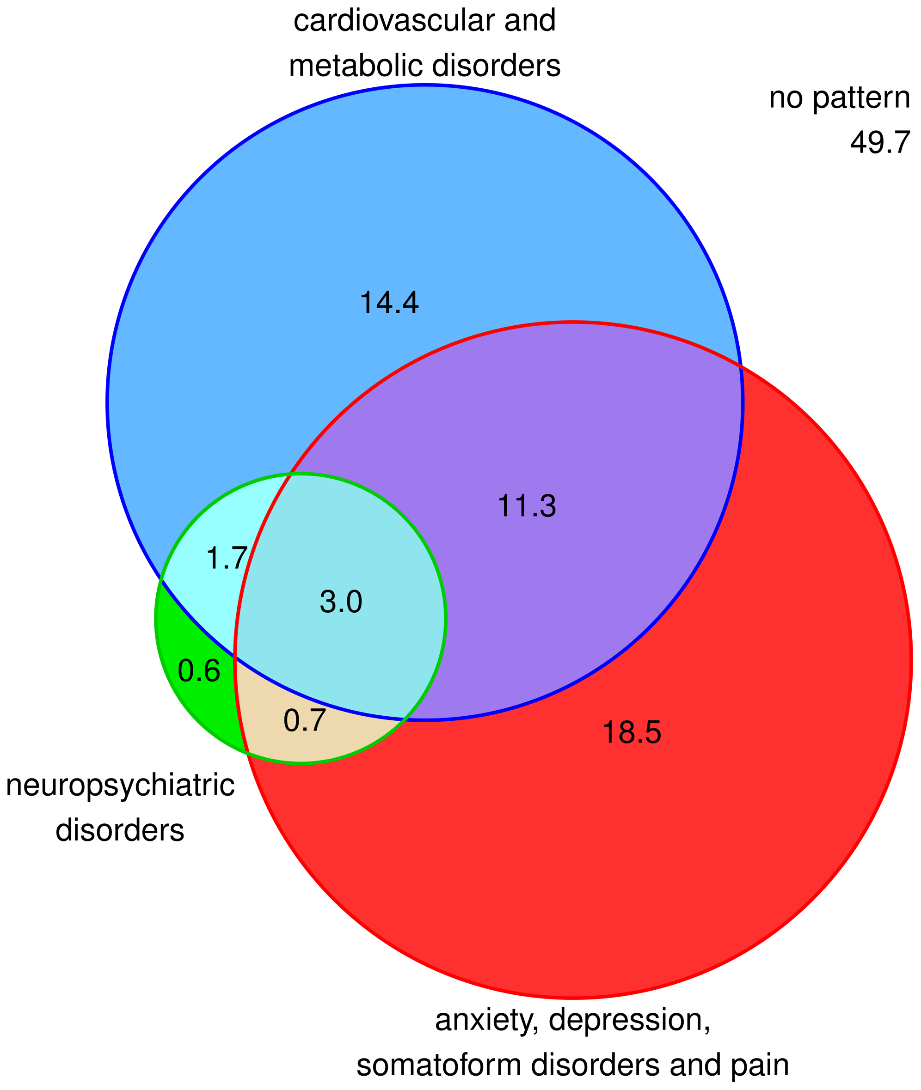 cardiovascular and
metabolic disorders
no pattern
49.7
14.4
11.3
1.7
3.0
0.6
0.7
18.5
neuropsychiatric
disorders
anxiety, depression,
somatoform disorders and pain